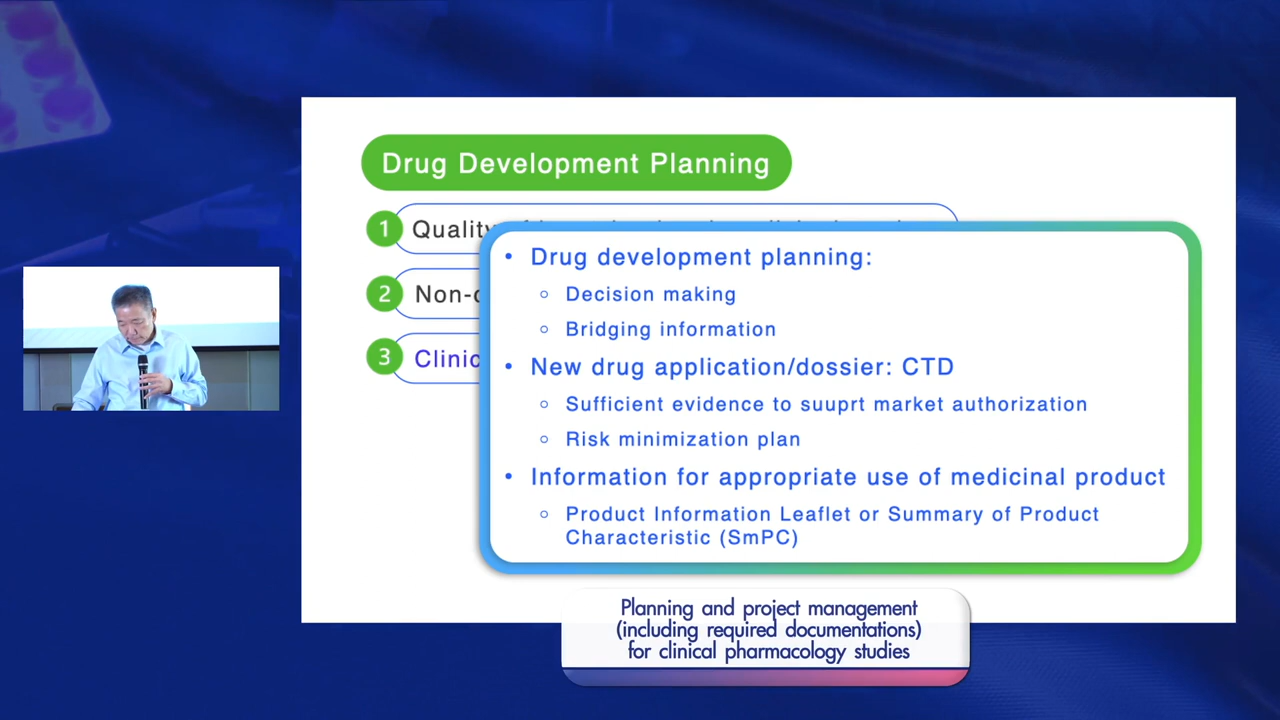 Drug Development Planning
1 Quality
2 Non-c
3 Clinic
• Drug development planning:
○ Decision making
○ Bridging information
• New drug application/dossier: CTD
○ Sufficient evidence to suuprt market authorization
○ Risk minimization plan
• Information for appropriate use of medicinal product
○ Product Information Leaflet or Summary of Product
Characteristic (SmPC)
Planning and project management
(including required documentations)
for clinical pharmacology studies